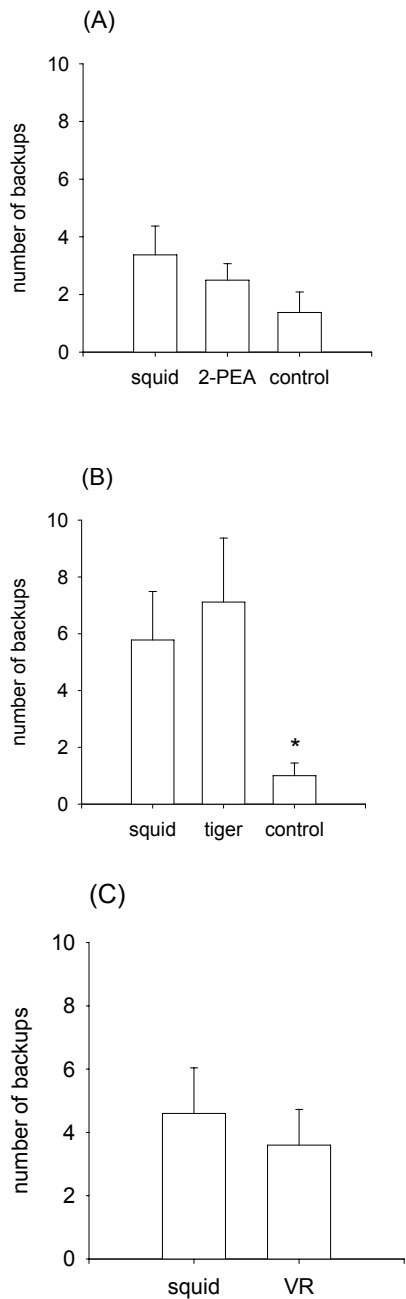 (A)
10
8
6
4
2
0
number of backups
squid 2-PEA control
(B)
10
8
6
4
2
0
number of backups
*
squid tiger control
(C)
10
8
6
4
2
0
number of backups
squid VR